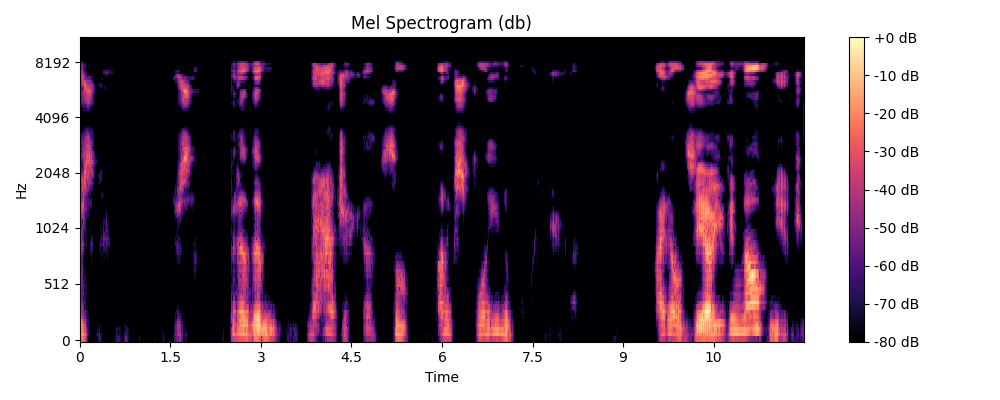 Mel Spectrogram (db)
Hz
8192
4096
2048
1024
512
0
0 1.5 3 4.5 6 7.5 9 10
Time
+0 dB
-10 dB
-20 dB
-30 dB
-40 dB
-50 dB
-60 dB
-70 dB
-80 dB